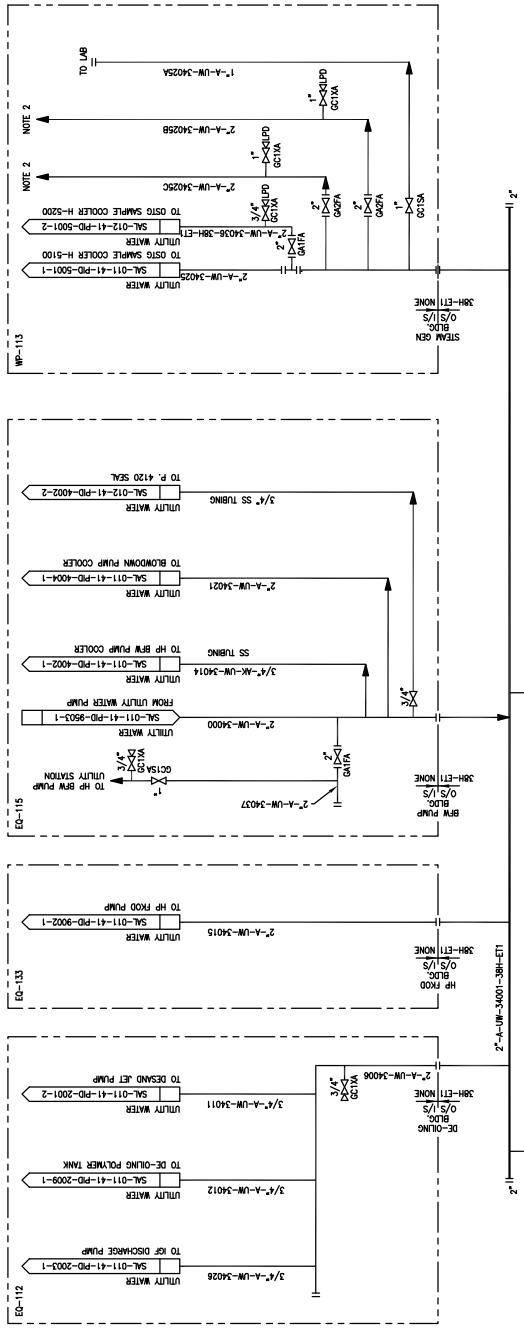 WP-113
TO LAB
1"-A-UW-34025A
NOTE 2
2"-A-UW-34025B
1"
LPD
GC1XA
NOTE 2
2"-A-UW-34025C
1"
LPD
GC1XA
3/4"
LPD
GC1XA
UTILITY WATER
SAL-012-41-PID-5001-2
TO OSTG SAMPLE COOLER H-5200
2"-A-UW-34036-38H-ET1
2"
GA1FA
UTILITY WATER
SAL-011-41-PID-5001-1
TO OSTG SAMPLE COOLER H-5100
2"-A-UW-34025
2"
GA2FA
2"
GA2FA
1"
GC1SA
STEAM GEN
BLDG.
O/S I/S
38H-ET1 NONE
2"
EQ-115
UTILITY WATER
SAL-012-41-PID-4002-2
TO P. 4120 SEAL
3/4" SS TUBING
UTILITY WATER
SAL-011-41-PID-4004-1
TO BLOWDOWN PUMP COOLER
2"-A-UW-34021
UTILITY WATER
SAL-011-41-PID-4002-1
TO HP BFW PUMP COOLER
3/4"-AK-UW-34014
SS TUBING
UTILITY WATER
SAL-011-41-PID-9503-1
FROM UTILITY WATER PUMP
2"-A-UW-34000
3/4"
TO HP BFW PUMP
UTILITY STATION
3/4"
GC1XA
GC1SA
1"
2"
GA1FA
2"-A-UW-34037
BFW PUMP
BLDG.
O/S I/S
38H-ET1 NONE
EQ-133
UTILITY WATER
SAL-011-41-PID-9002-1
TO HP FKOD PUMP
2"-A-UW-34015
HP FKOD
BLDG.
O/S I/S
38H-ET1 NONE
2"-A-UW-34001-38H-ET1
EQ-112
UTILITY WATER
SAL-011-41-PID-2001-2
TO DESAND JET PUMP
3/4"-A-UW-34011
UTILITY WATER
SAL-011-41-PID-2009-1
TO DE-OILING POLYMER TANK
3/4"-A-UW-34012
UTILITY WATER
SAL-011-41-PID-2003-1
TO IGF DISCHARGE PUMP
3/4"-A-UW-34026
3/4"
GC1XA
2"-A-UW-34006
DE-OILING
BLDG.
O/S I/S
38H-ET1 NONE
2"